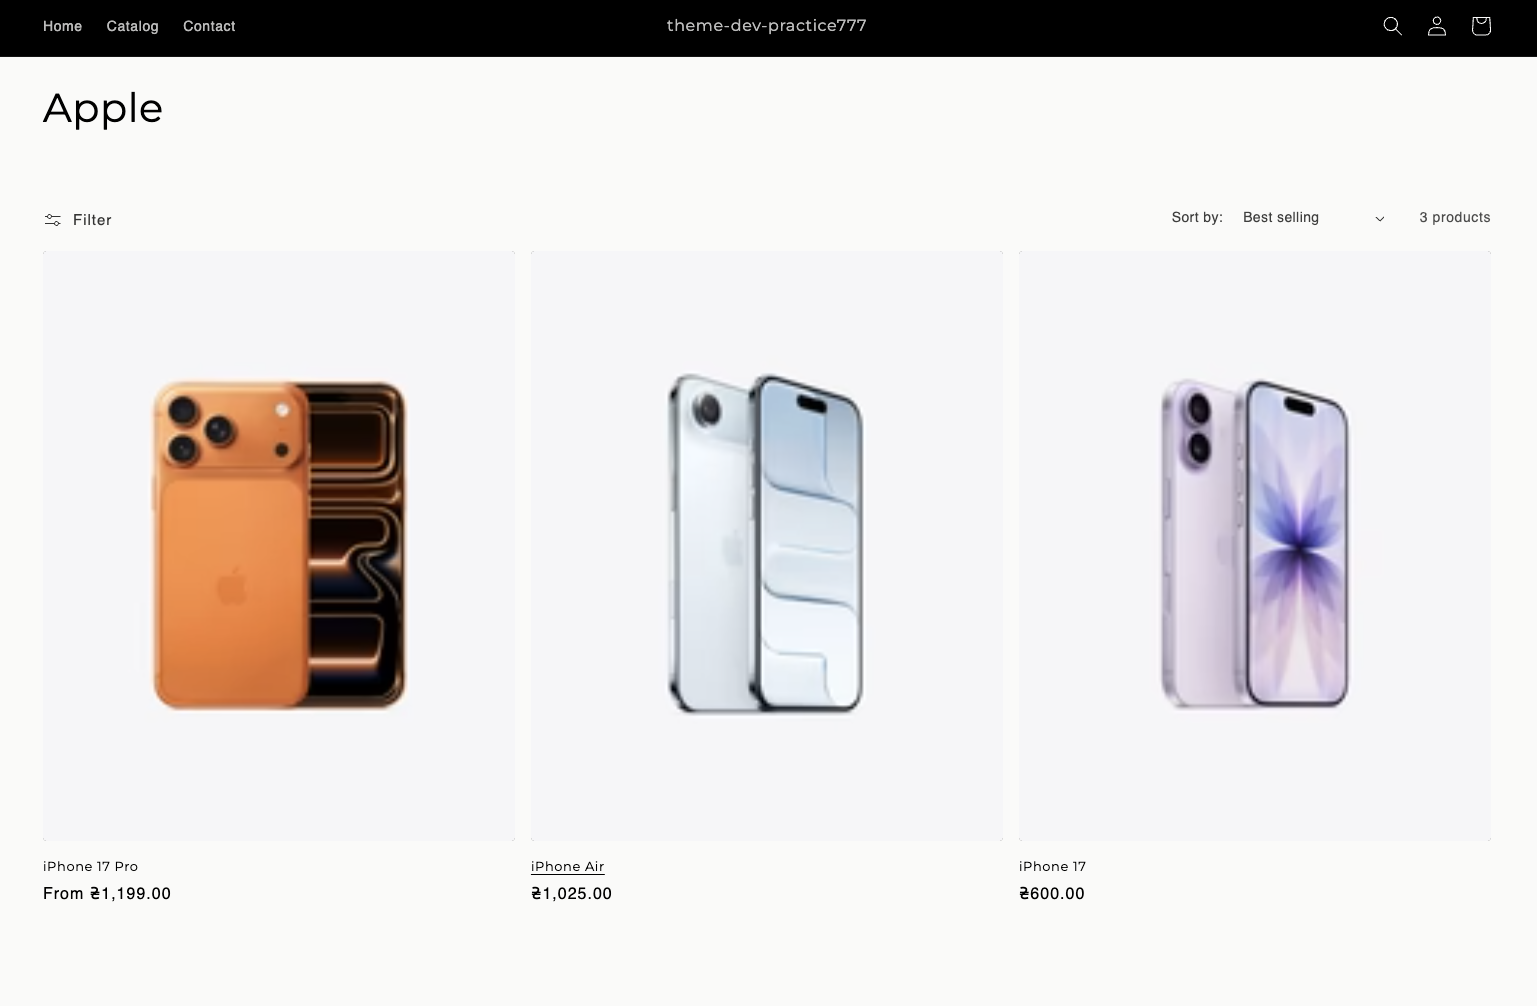 Home Catalog Contact theme-dev-practice777
Apple
Filter Sort by: Best selling 3 products
iPhone 17 Pro
From ₴1,199.00
iPhone Air
₴1,025.00
iPhone 17
₴600.00